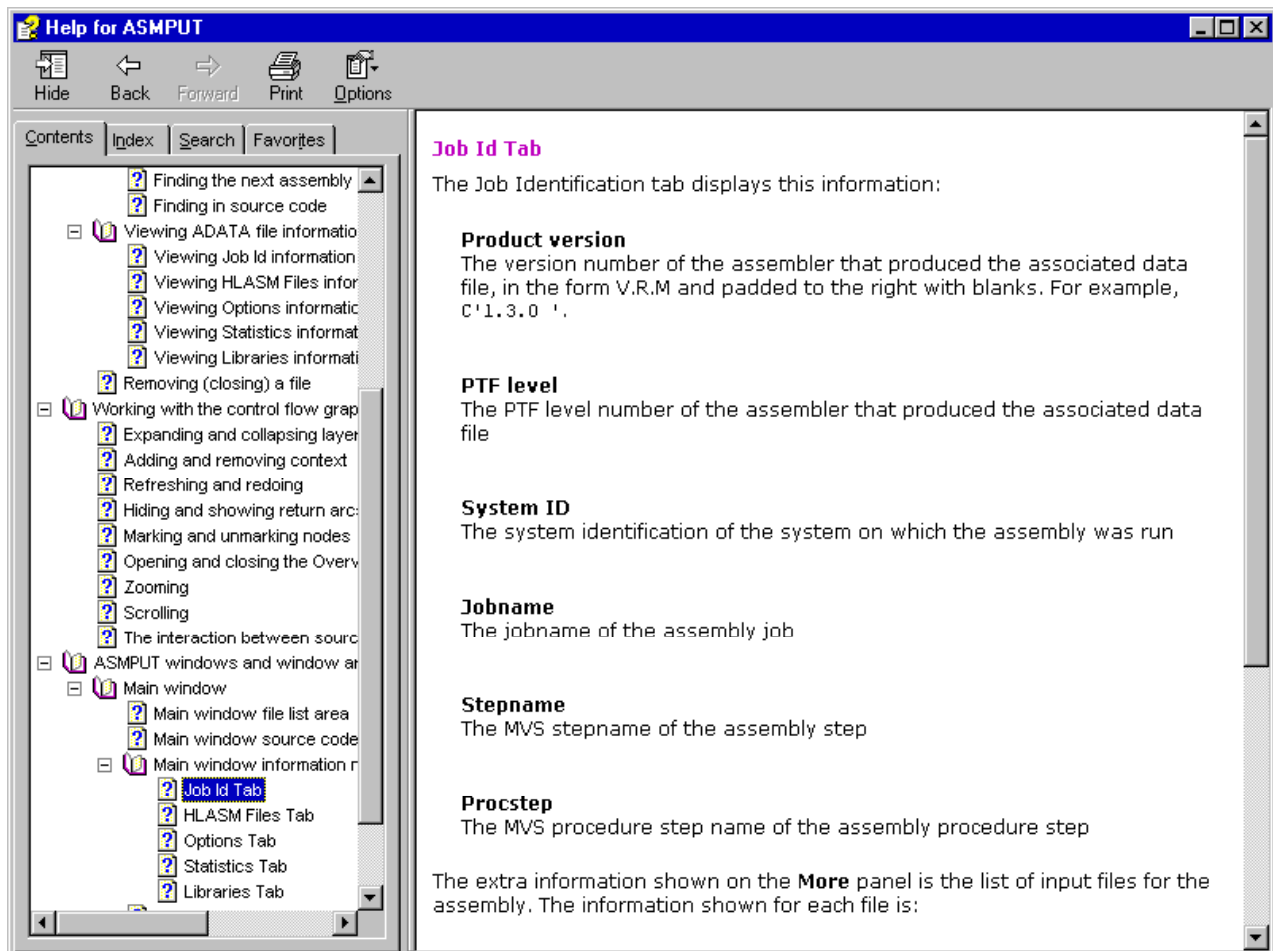 Help for ASMPUT
Hide Back Forward Print Options
Contents Index Search Favorites
Finding the next assembly
Finding in source code
Viewing ADATA file informatio
Viewing Job Id information
Viewing HLASM Files infor
Viewing Options informatic
Viewing Statistics informat
Viewing Libraries informati
Removing (closing) a file
Working with the control flow grap
Expanding and collapsing layer
Adding and removing context
Refreshing and redoing
Hiding and showing return arc
Marking and unmarking nodes
Opening and closing the Overv
Zooming
Scrolling
The interaction between sourc
ASMPUT windows and window ar
Main window
Main window file list area
Main window source code
Main window information r
Job Id Tab
HLASM Files Tab
Options Tab
Statistics Tab
Libraries Tab
Job Id Tab
The Job Identification tab displays this information:
Product version
The version number of the assembler that produced the associated data
file, in the form V.R.M and padded to the right with blanks. For example,
C'1.3.0 '.
PTF level
The PTF level number of the assembler that produced the associated data
file
System ID
The system identification of the system on which the assembly was run
Jobname
The jobname of the assembly job
Stepname
The MVS stepname of the assembly step
Procstep
The MVS procedure step name of the assembly procedure step
The extra information shown on the More panel is the list of input files for the
assembly. The information shown for each file is: